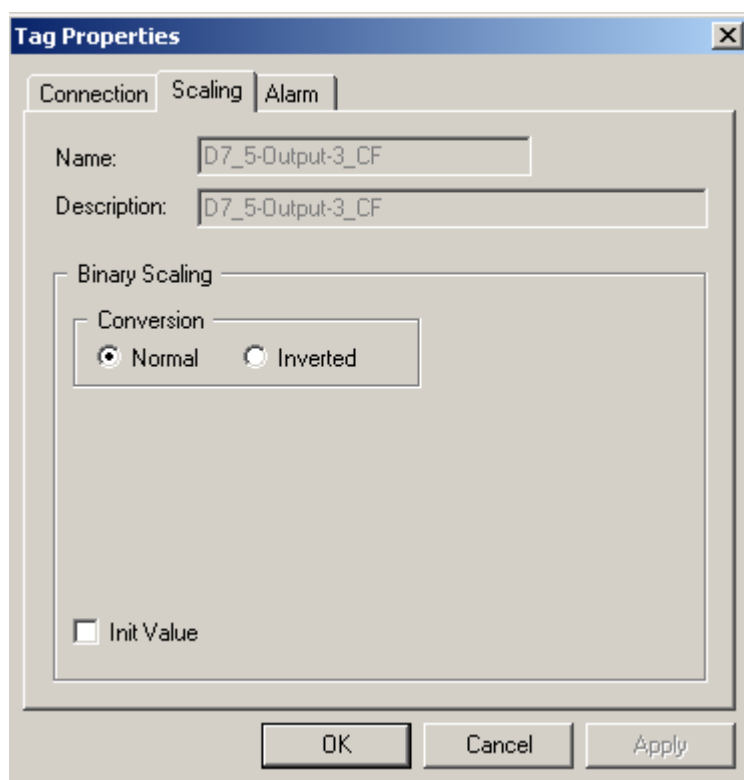 Tag Properties
Connection Scaling Alarm
Name: D7_5-Output-3_CF
Description: D7_5-Output-3_CF
Binary Scaling
Conversion
Normal Inverted
Init Value
OK Cancel Apply